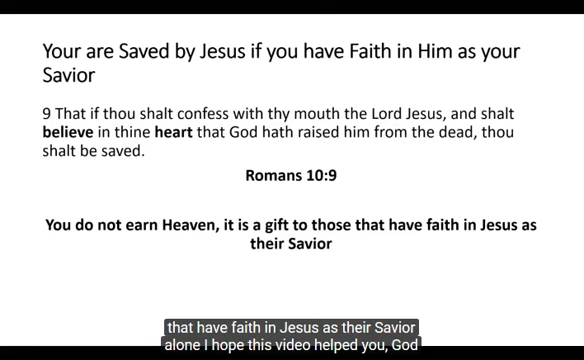 Your are Saved by Jesus if you have Faith in Him as your
Savior
9 That if thou shalt confess with thy mouth the Lord Jesus, and shalt
believe in thine heart that God hath raised him from the dead, thou
shalt be saved.
Romans 10:9
You do not earn Heaven, it is a gift to those that have faith in Jesus as
their Savior
that have faith in Jesus as their Savior
alone I hope this video helped you, God